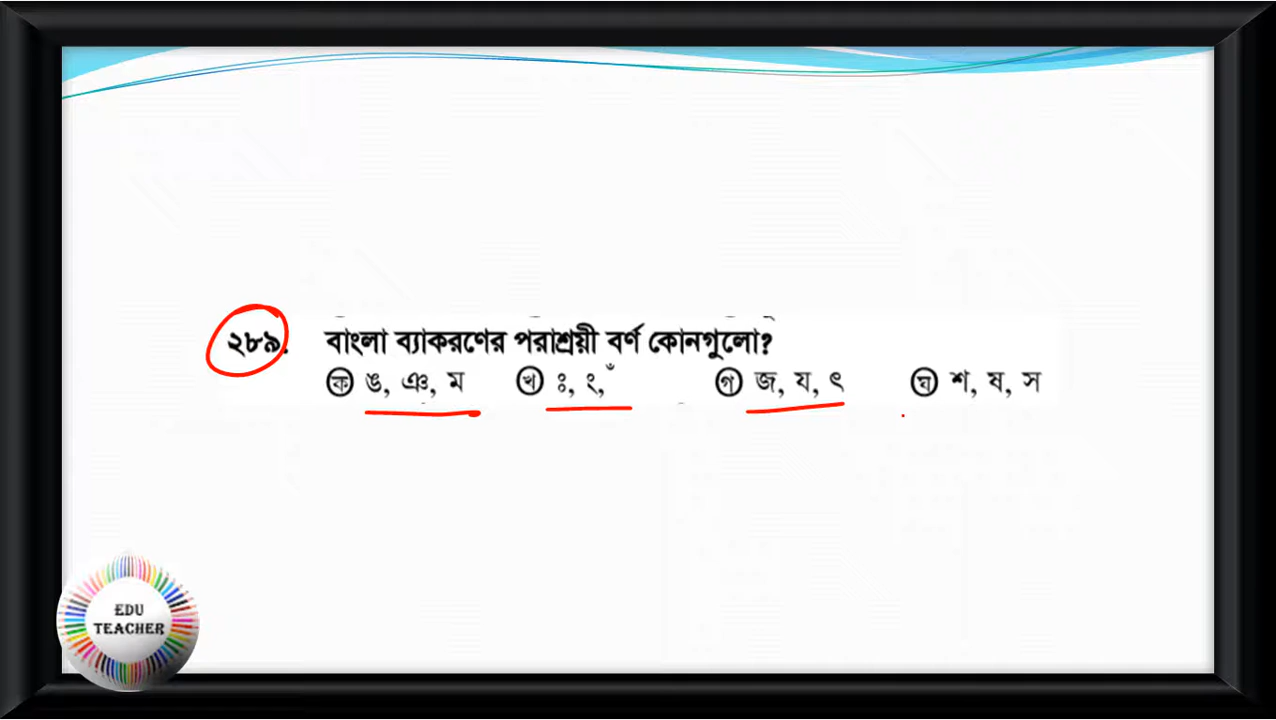 ২৮৯. বাংলা ব্যাকরণের পরাশ্রয়ী বর্ণ কোনগুলো?
ক ঙ, ঞ, ম খ ঃ, ং, ঁ গ জ, য, ৎ ঘ শ, ষ, স
EDU
TEACHER